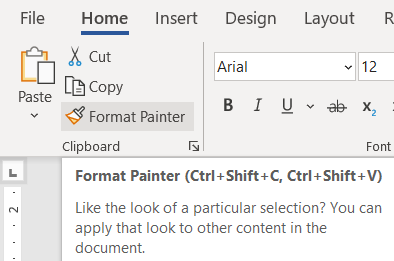 File Home Insert Design Layout R
Cut
Copy
Paste
Format Painter
Clipboard
Arial
12
B I U ab x2
Font
L
2
Format Painter (Ctrl+Shift+C, Ctrl+Shift+V)
Like the look of a particular selection? You can
apply that look to other content in the
document.